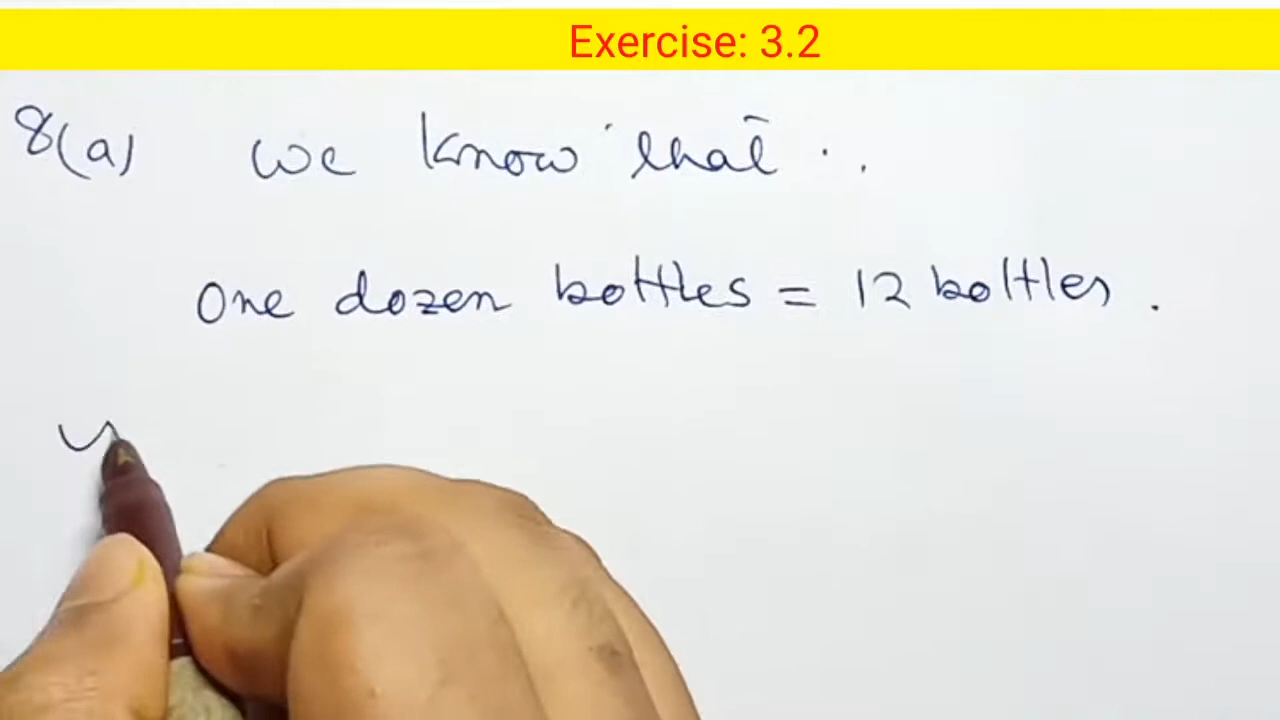 Exercise: 3.2
8(a) We know that . .
One dozen bottles = 12 bottles .